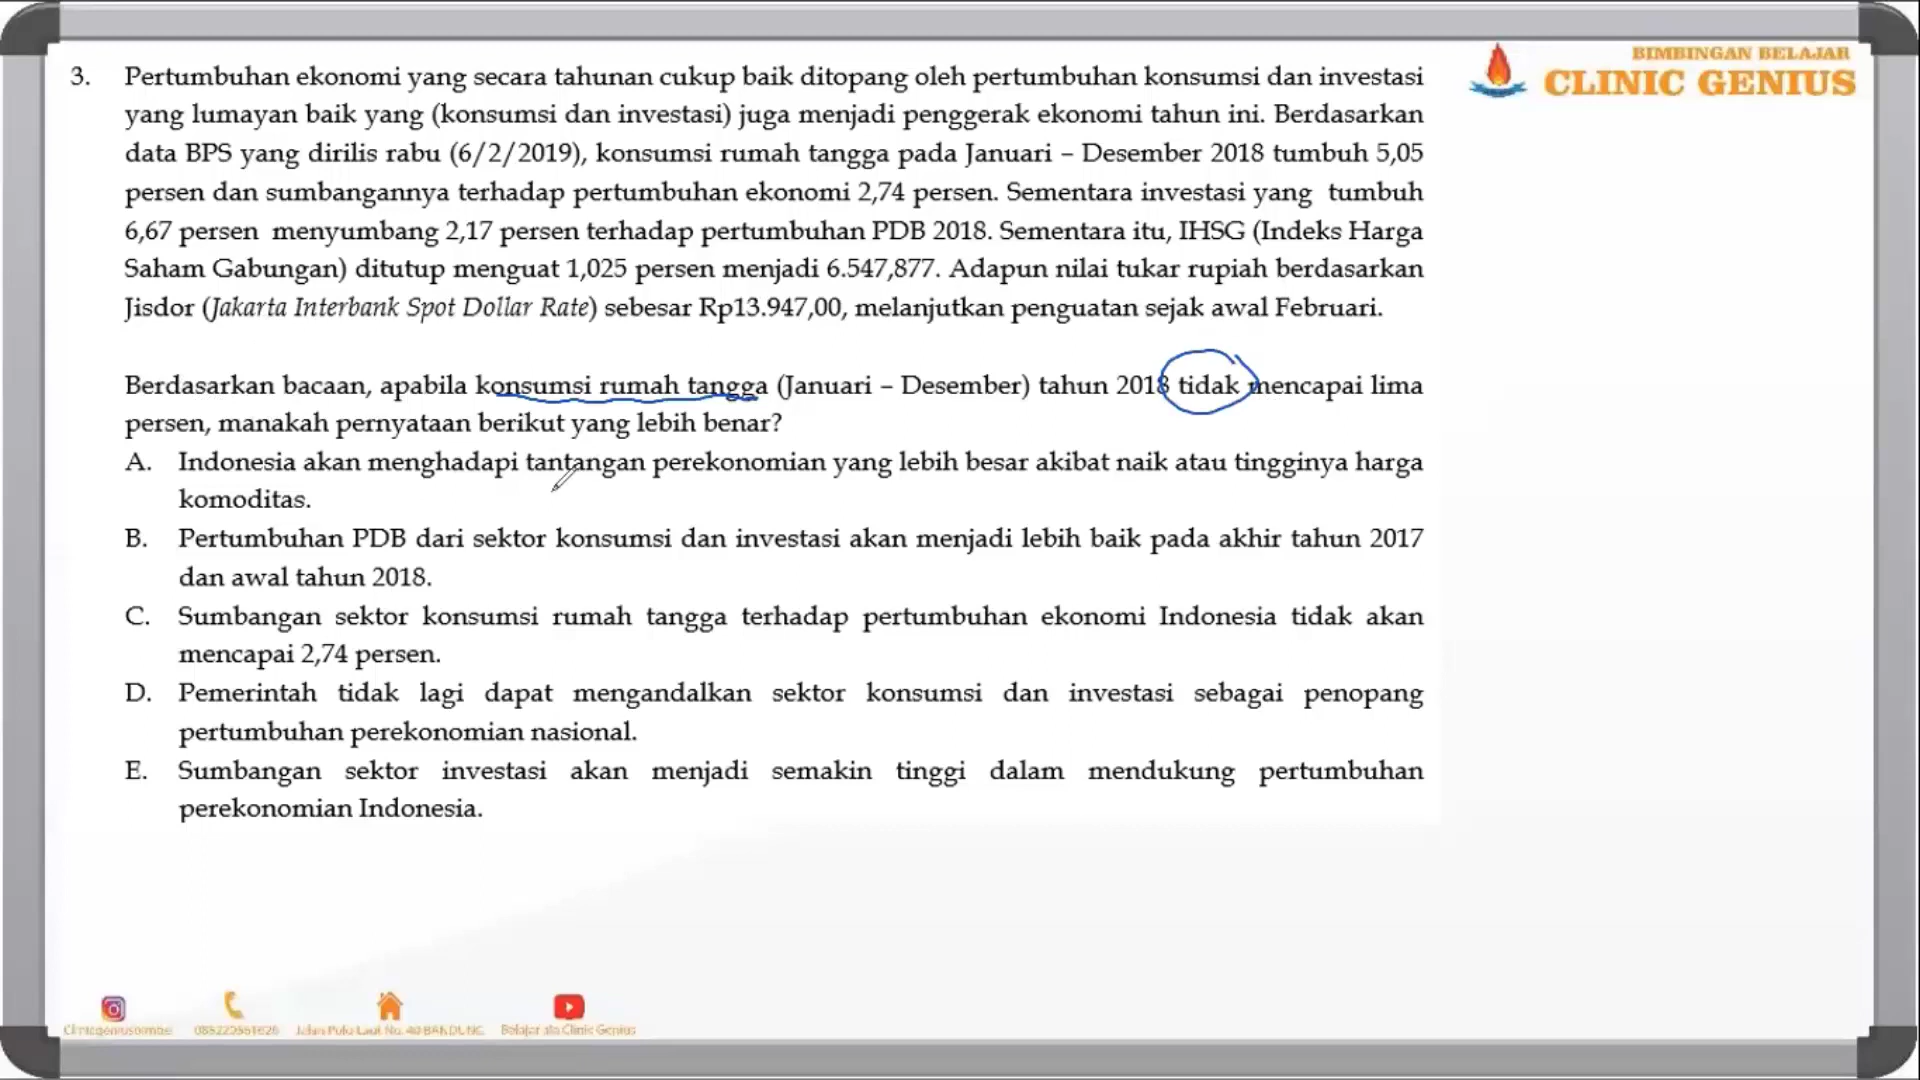 BIMBINGAN BELAJAR
CLINIC GENIUS
3. Pertumbuhan ekonomi yang secara tahunan cukup baik ditopang oleh pertumbuhan konsumsi dan investasi
yang lumayan baik yang (konsumsi dan investasi) juga menjadi penggerak ekonomi tahun ini. Berdasarkan
data BPS yang dirilis rabu (6/2/2019), konsumsi rumah tangga pada Januari – Desember 2018 tumbuh 5,05
persen dan sumbangannya terhadap pertumbuhan ekonomi 2,74 persen. Sementara investasi yang tumbuh
6,67 persen menyumbang 2,17 persen terhadap pertumbuhan PDB 2018. Sementara itu, IHSG (Indeks Harga
Saham Gabungan) ditutup menguat 1,025 persen menjadi 6.547,877. Adapun nilai tukar rupiah berdasarkan
Jisdor (Jakarta Interbank Spot Dollar Rate) sebesar Rp13.947,00, melanjutkan penguatan sejak awal Februari.
Berdasarkan bacaan, apabila konsumsi rumah tangga (Januari – Desember) tahun 2018 tidak mencapai lima
persen, manakah pernyataan berikut yang lebih benar?
A. Indonesia akan menghadapi tantangan perekonomian yang lebih besar akibat naik atau tingginya harga
komoditas.
B. Pertumbuhan PDB dari sektor konsumsi dan investasi akan menjadi lebih baik pada akhir tahun 2017
dan awal tahun 2018.
C. Sumbangan sektor konsumsi rumah tangga terhadap pertumbuhan ekonomi Indonesia tidak akan
mencapai 2,74 persen.
D. Pemerintah tidak lagi dapat mengandalkan sektor konsumsi dan investasi sebagai penopang
pertumbuhan perekonomian nasional.
E. Sumbangan sektor investasi akan menjadi semakin tinggi dalam mendukung pertumbuhan
perekonomian Indonesia.
Jalan Pulo Laut No. 40 BANDUNG Belajar ala Clinic Genius